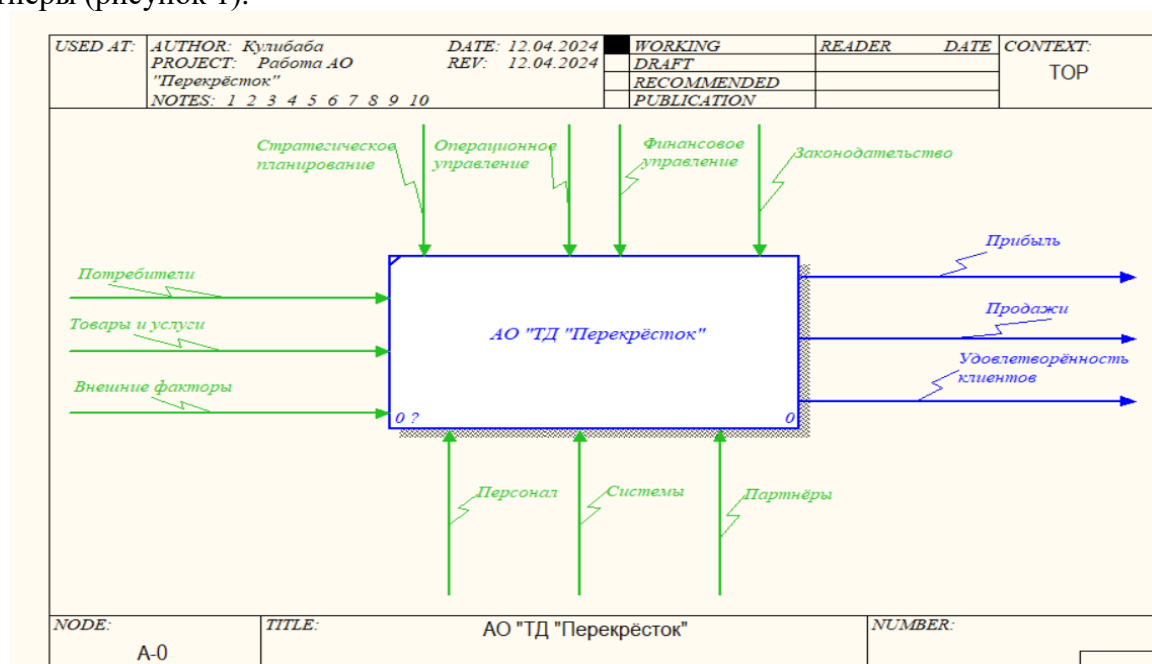 тнеры (рисунок 1).
USED AT: AUTHOR: Кулибаба DATE: 12.04.2024 WORKING READER DATE CONTEXT:
PROJECT: Работа АО REV: 12.04.2024 DRAFT TOP
"Перекрёсток" RECOMMENDED
NOTES: 1 2 3 4 5 6 7 8 9 10 PUBLICATION
Стратегическое
планирование
Операционное
управление
Финансовое
управление
Законодательство
Потребители
Товары и услуги
Внешние факторы
АО "ТД "Перекрёсток"
0 ?
0
Прибыль
Продажи
Удовлетворённость
клиентов
Персонал
Системы
Партнёры
NODE: TITLE: АО "ТД "Перекрёсток" NUMBER:
A-0